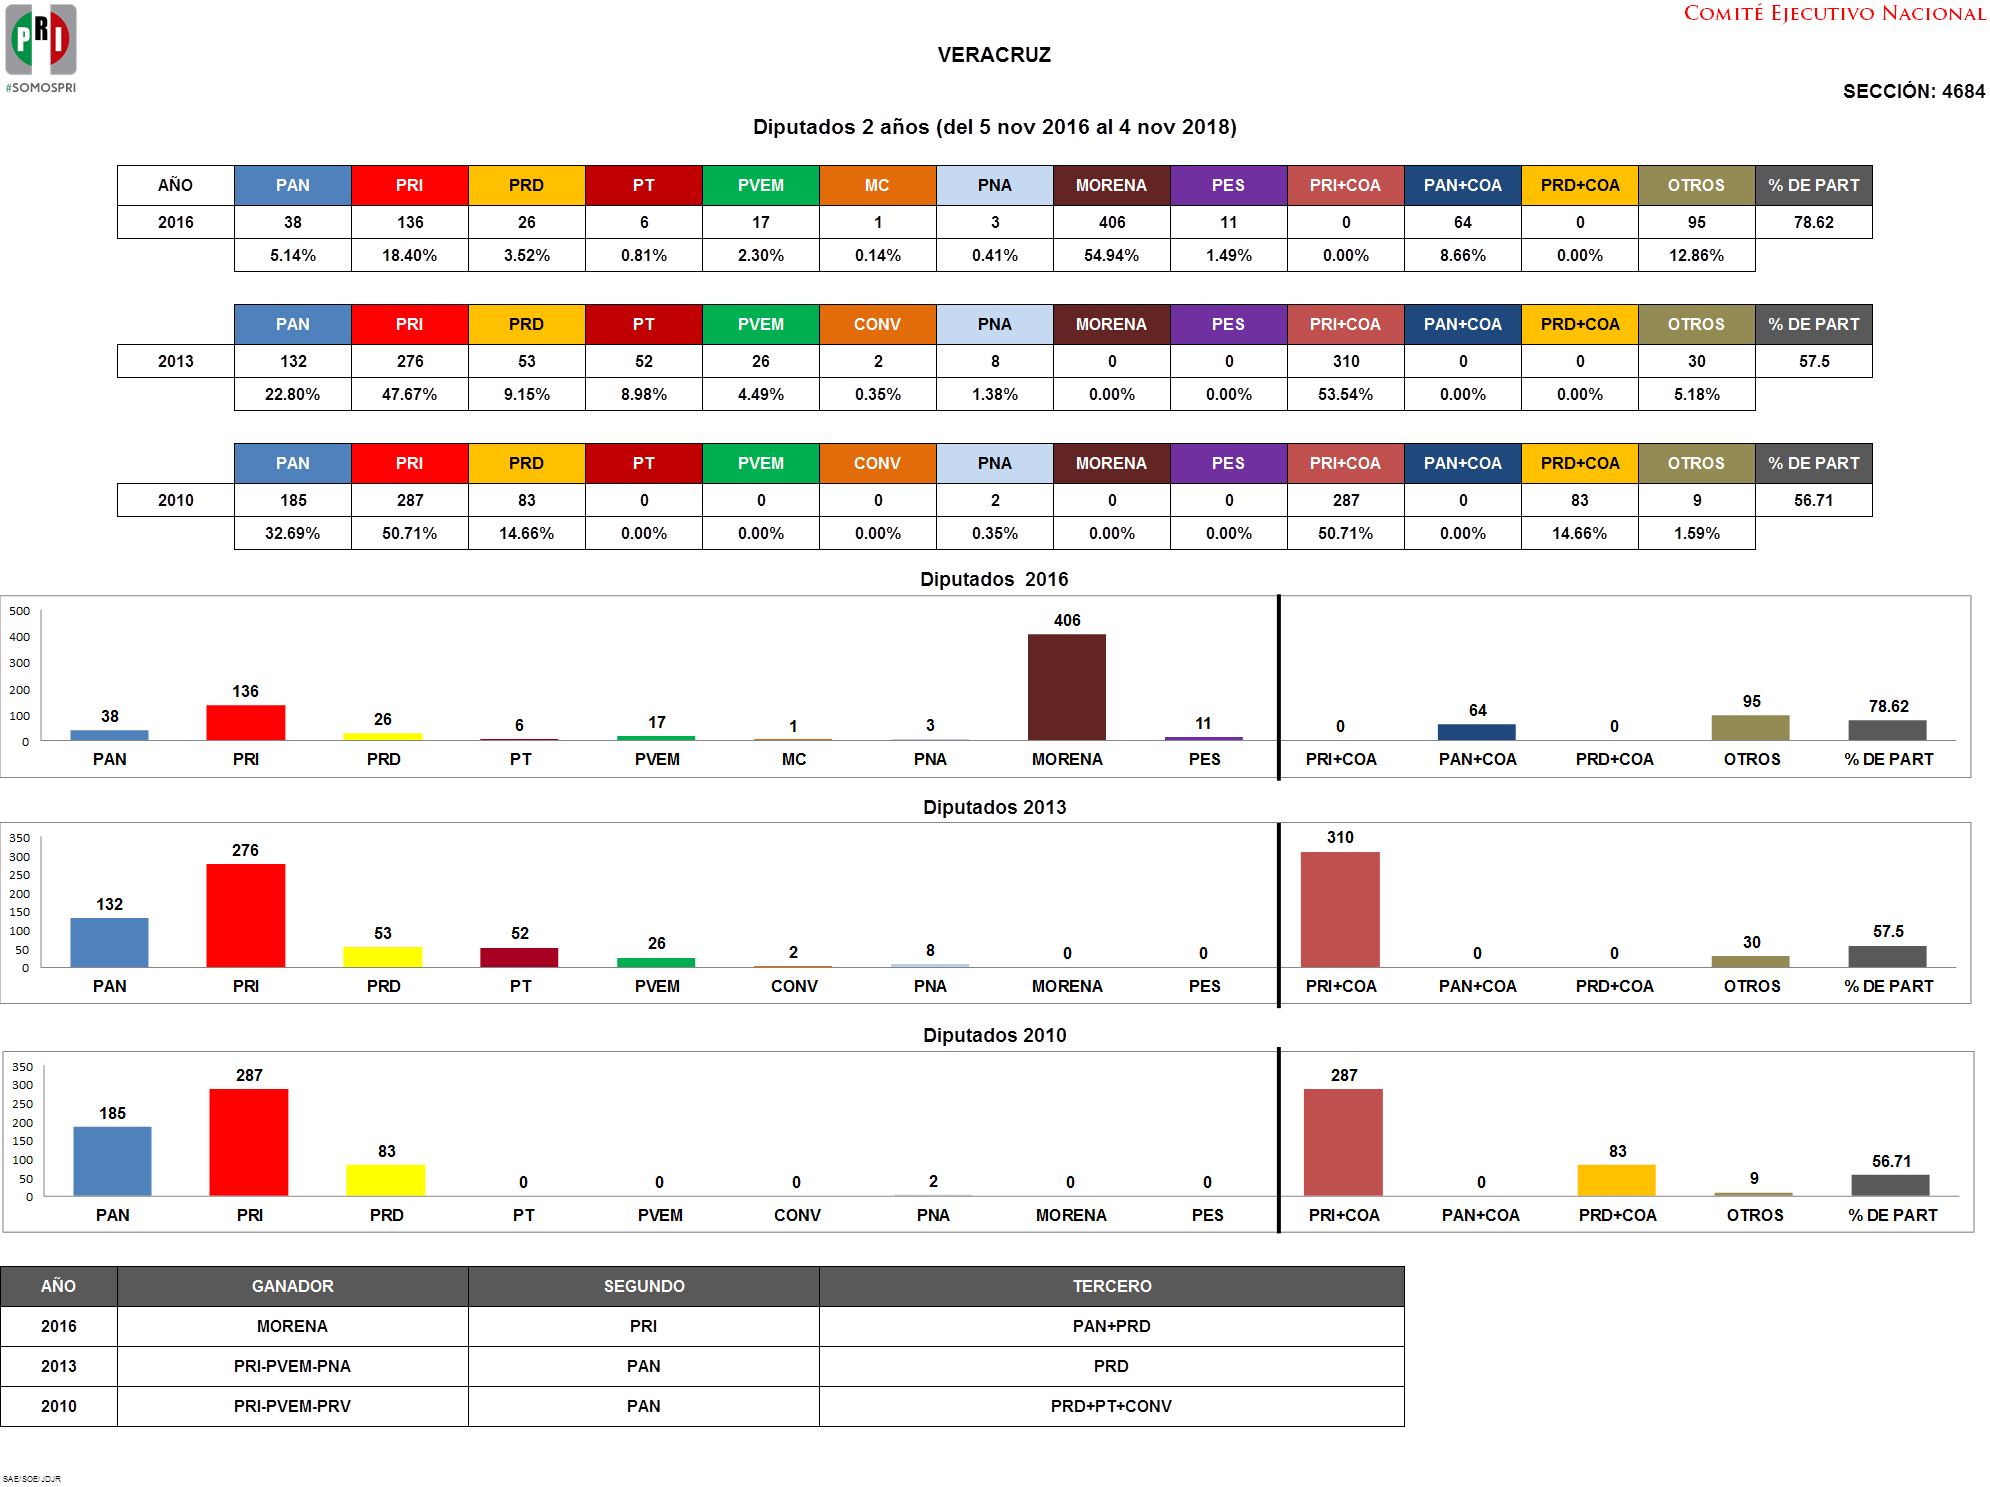 PRI
#SOMOSPRI
COMITÉ EJECUTIVO NACIONAL
VERACRUZ
SECCIÓN: 4684
Diputados 2 años (del 5 nov 2016 al 4 nov 2018)
AÑO PAN PRI PRD PT PVEM MC PNA MORENA PES PRI+COA PAN+COA PRD+COA OTROS % DE PART
2016 38 136 26 6 17 1 3 406 11 0 64 0 95 78.62
5.14% 18.40% 3.52% 0.81% 2.30% 0.14% 0.41% 54.94% 1.49% 0.00% 8.66% 0.00% 12.86%
PAN PRI PRD PT PVEM CONV PNA MORENA PES PRI+COA PAN+COA PRD+COA OTROS % DE PART
2013 132 276 53 52 26 2 8 0 0 310 0 0 30 57.5
22.80% 47.67% 9.15% 8.98% 4.49% 0.35% 1.38% 0.00% 0.00% 53.54% 0.00% 0.00% 5.18%
PAN PRI PRD PT PVEM CONV PNA MORENA PES PRI+COA PAN+COA PRD+COA OTROS % DE PART
2010 185 287 83 0 0 0 2 0 0 287 0 83 9 56.71
32.69% 50.71% 14.66% 0.00% 0.00% 0.00% 0.35% 0.00% 0.00% 50.71% 0.00% 14.66% 1.59%
Diputados 2016
500
400
300
200
100
0
38 136 26 6 17 1 3 406 11 0 64 0 95 78.62
PAN PRI PRD PT PVEM MC PNA MORENA PES PRI+COA PAN+COA PRD+COA OTROS % DE PART
Diputados 2013
350
300
250
200
150
100
50
0
132 276 53 52 26 2 8 0 0 310 0 0 30 57.5
PAN PRI PRD PT PVEM CONV PNA MORENA PES PRI+COA PAN+COA PRD+COA OTROS % DE PART
Diputados 2010
350
300
250
200
150
100
50
0
185 287 83 0 0 0 2 0 0 287 0 83 9 56.71
PAN PRI PRD PT PVEM CONV PNA MORENA PES PRI+COA PAN+COA PRD+COA OTROS % DE PART
AÑO GANADOR SEGUNDO TERCERO
2016 MORENA PRI PAN+PRD
2013 PRI-PVEM-PNA PAN PRD
2010 PRI-PVEM-PRV PAN PRD+PT+CONV
SAE/SOE/JDJR